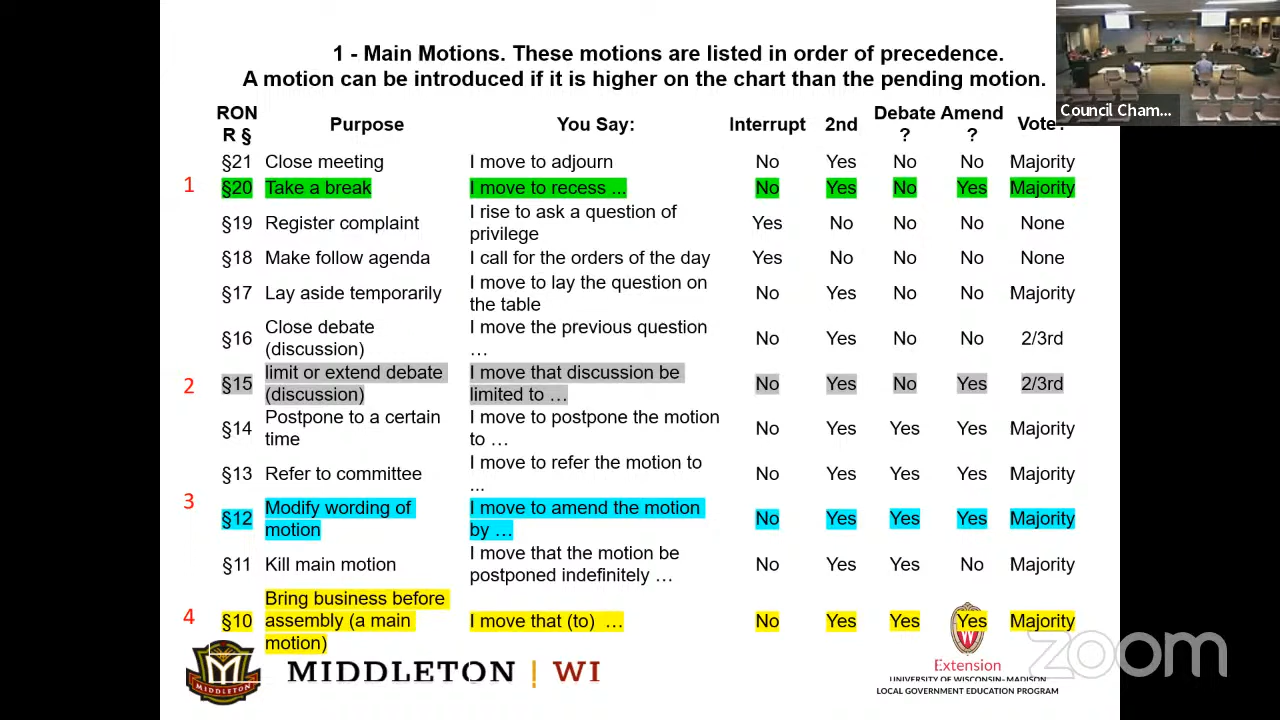 1 - Main Motions. These motions are listed in order of precedence.
A motion can be introduced if it is higher on the chart than the pending motion.
Council Cham...
RON R § Purpose You Say: Interrupt 2nd Debate ? Amend ? Vote?
§21 Close meeting I move to adjourn No Yes No No Majority
1 §20 Take a break I move to recess ... No Yes No Yes Majority
§19 Register complaint I rise to ask a question of privilege Yes No No No None
§18 Make follow agenda I call for the orders of the day Yes No No No None
§17 Lay aside temporarily I move to lay the question on the table No Yes No No Majority
§16 Close debate (discussion) I move the previous question … No Yes No No 2/3rd
2 §15 limit or extend debate (discussion) I move that discussion be limited to … No Yes No Yes 2/3rd
§14 Postpone to a certain time I move to postpone the motion to … No Yes Yes Yes Majority
§13 Refer to committee I move to refer the motion to ... No Yes Yes Yes Majority
3 §12 Modify wording of motion I move to amend the motion by … No Yes Yes Yes Majority
§11 Kill main motion I move that the motion be postponed indefinitely … No Yes Yes No Majority
4 §10 Bring business before assembly (a main motion) I move that (to) … No Yes Yes Yes Majority
MIDDLETON
MIDDLETON | WI
W
Extension
UNIVERSITY OF WISCONSIN-MADISON
LOCAL GOVERNMENT EDUCATION PROGRAM
zoom